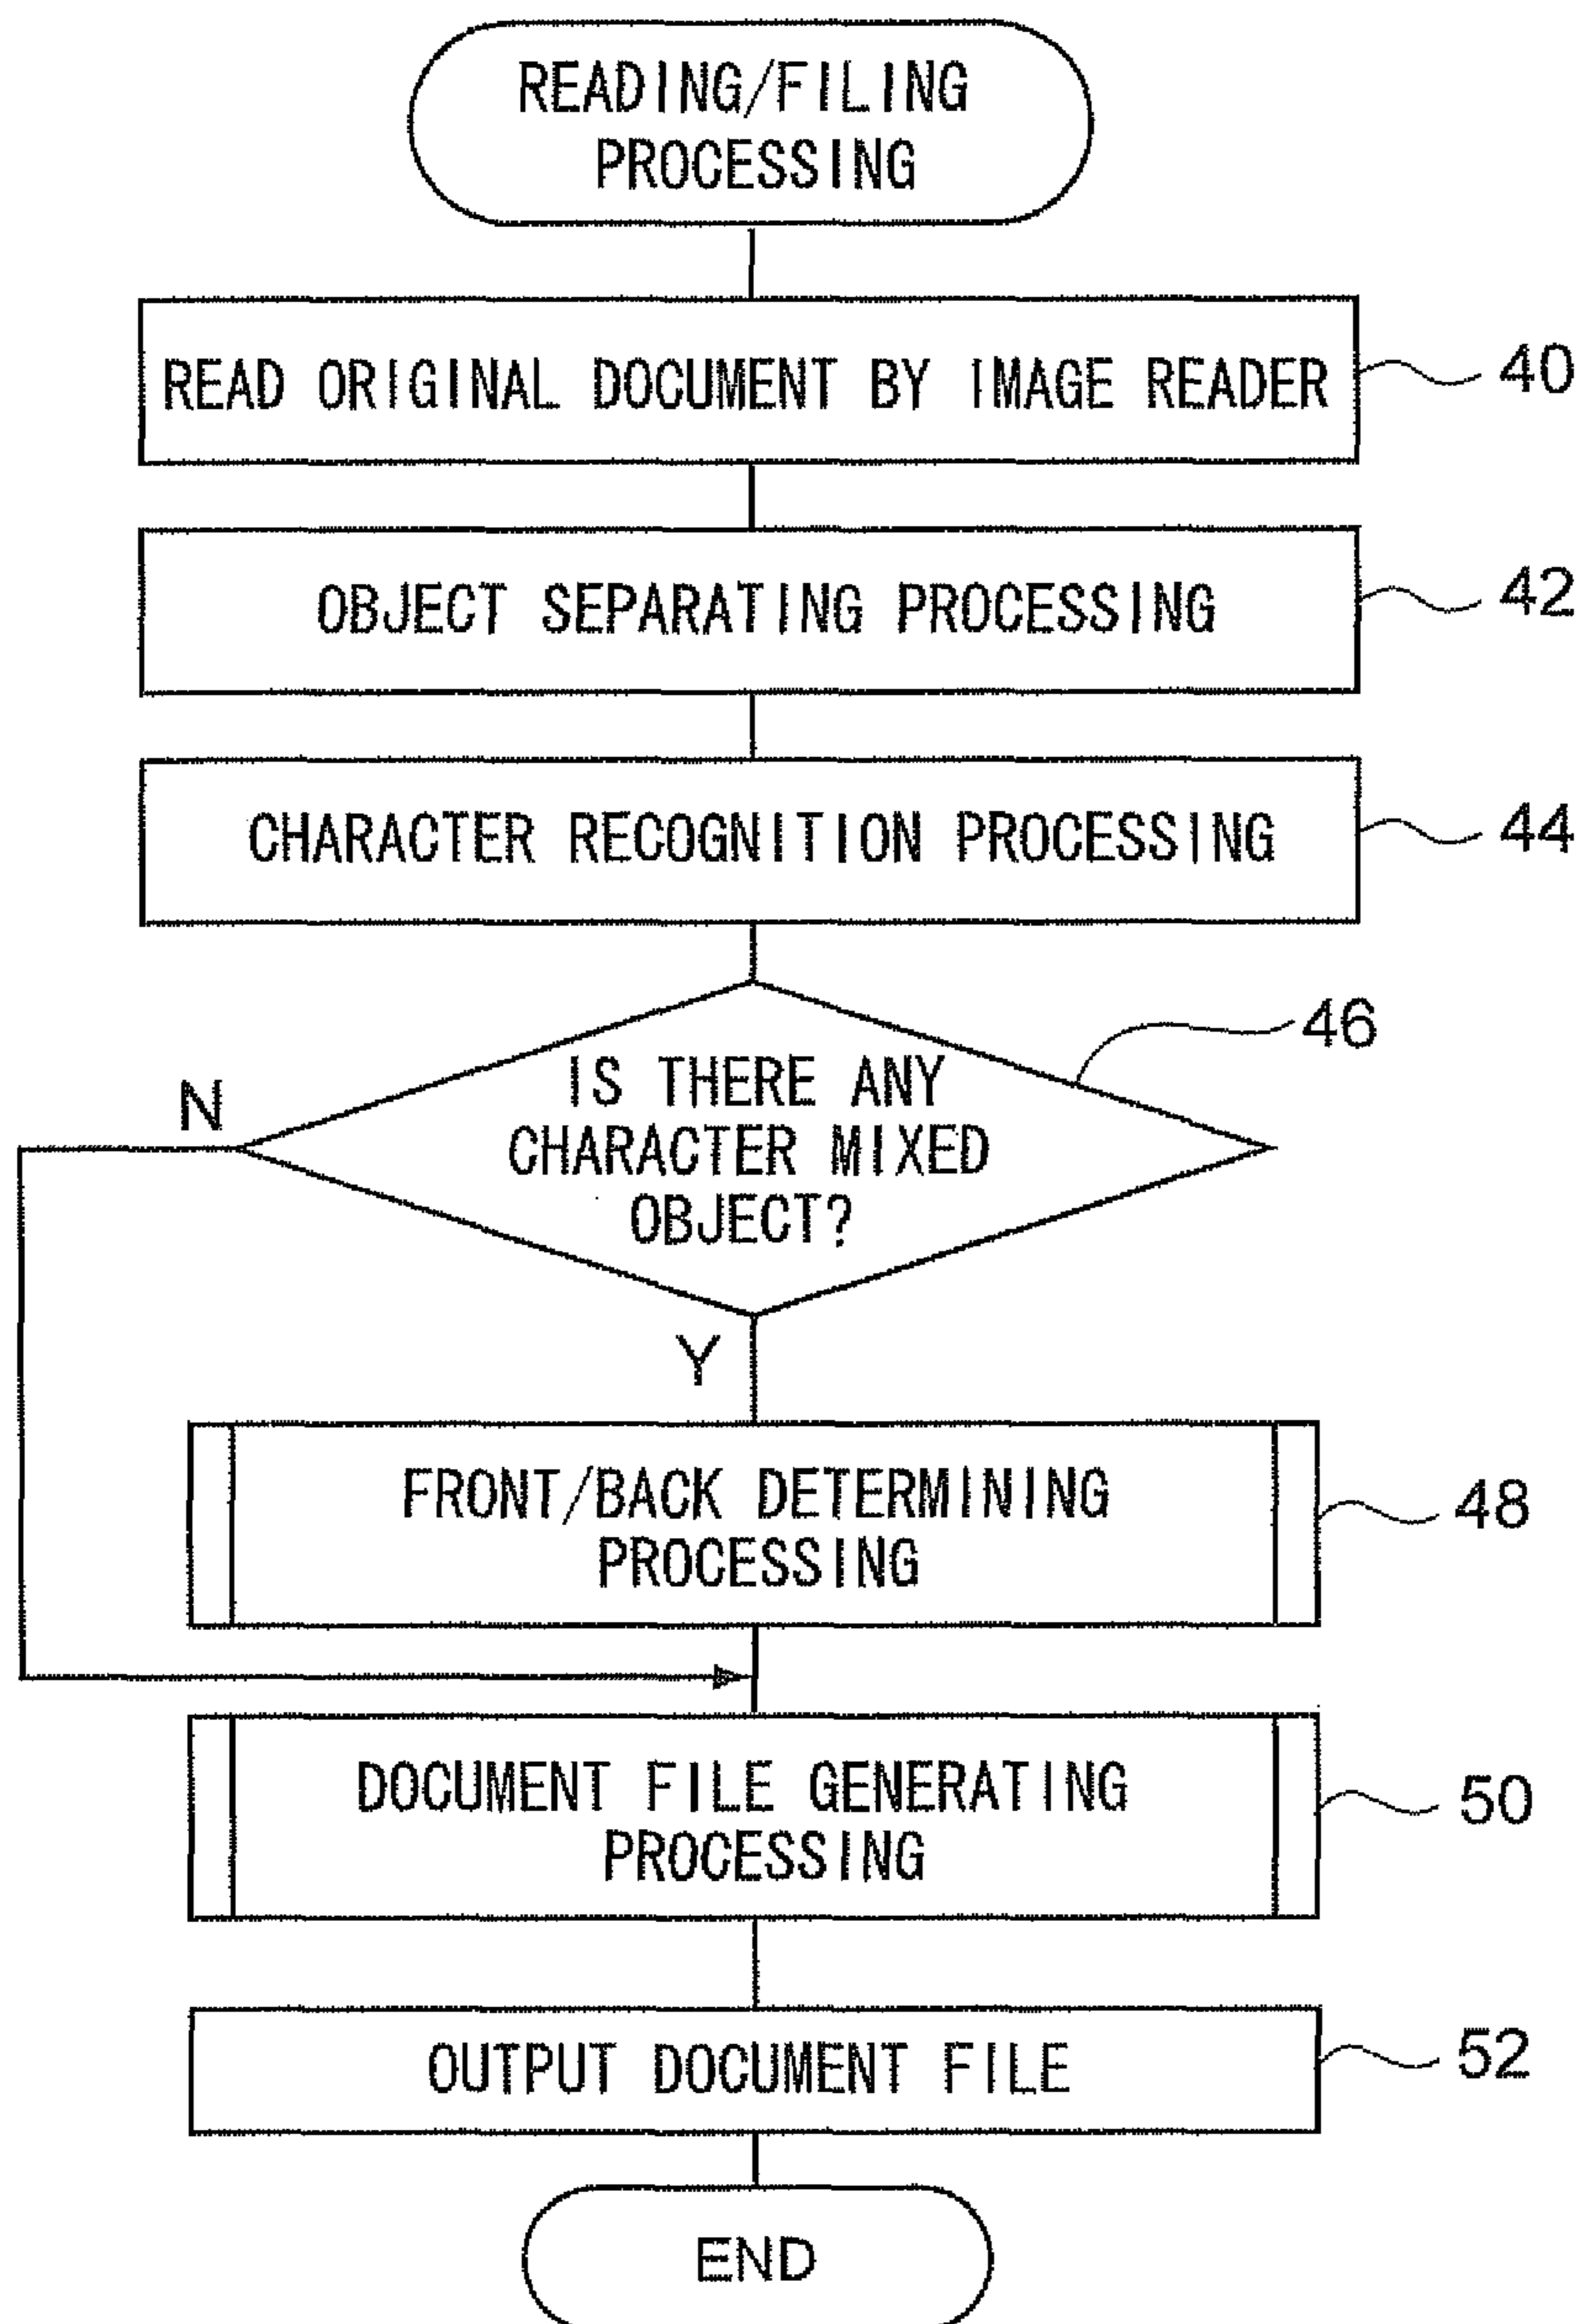 READING/FILING
PROCESSING
READ ORIGINAL DOCUMENT BY IMAGE READER
40
OBJECT SEPARATING PROCESSING
42
CHARACTER RECOGNITION PROCESSING
44
46
IS THERE ANY
CHARACTER MIXED
OBJECT?
N
Y
FRONT/BACK DETERMINING
PROCESSING
48
DOCUMENT FILE GENERATING
PROCESSING
50
OUTPUT DOCUMENT FILE
52
END